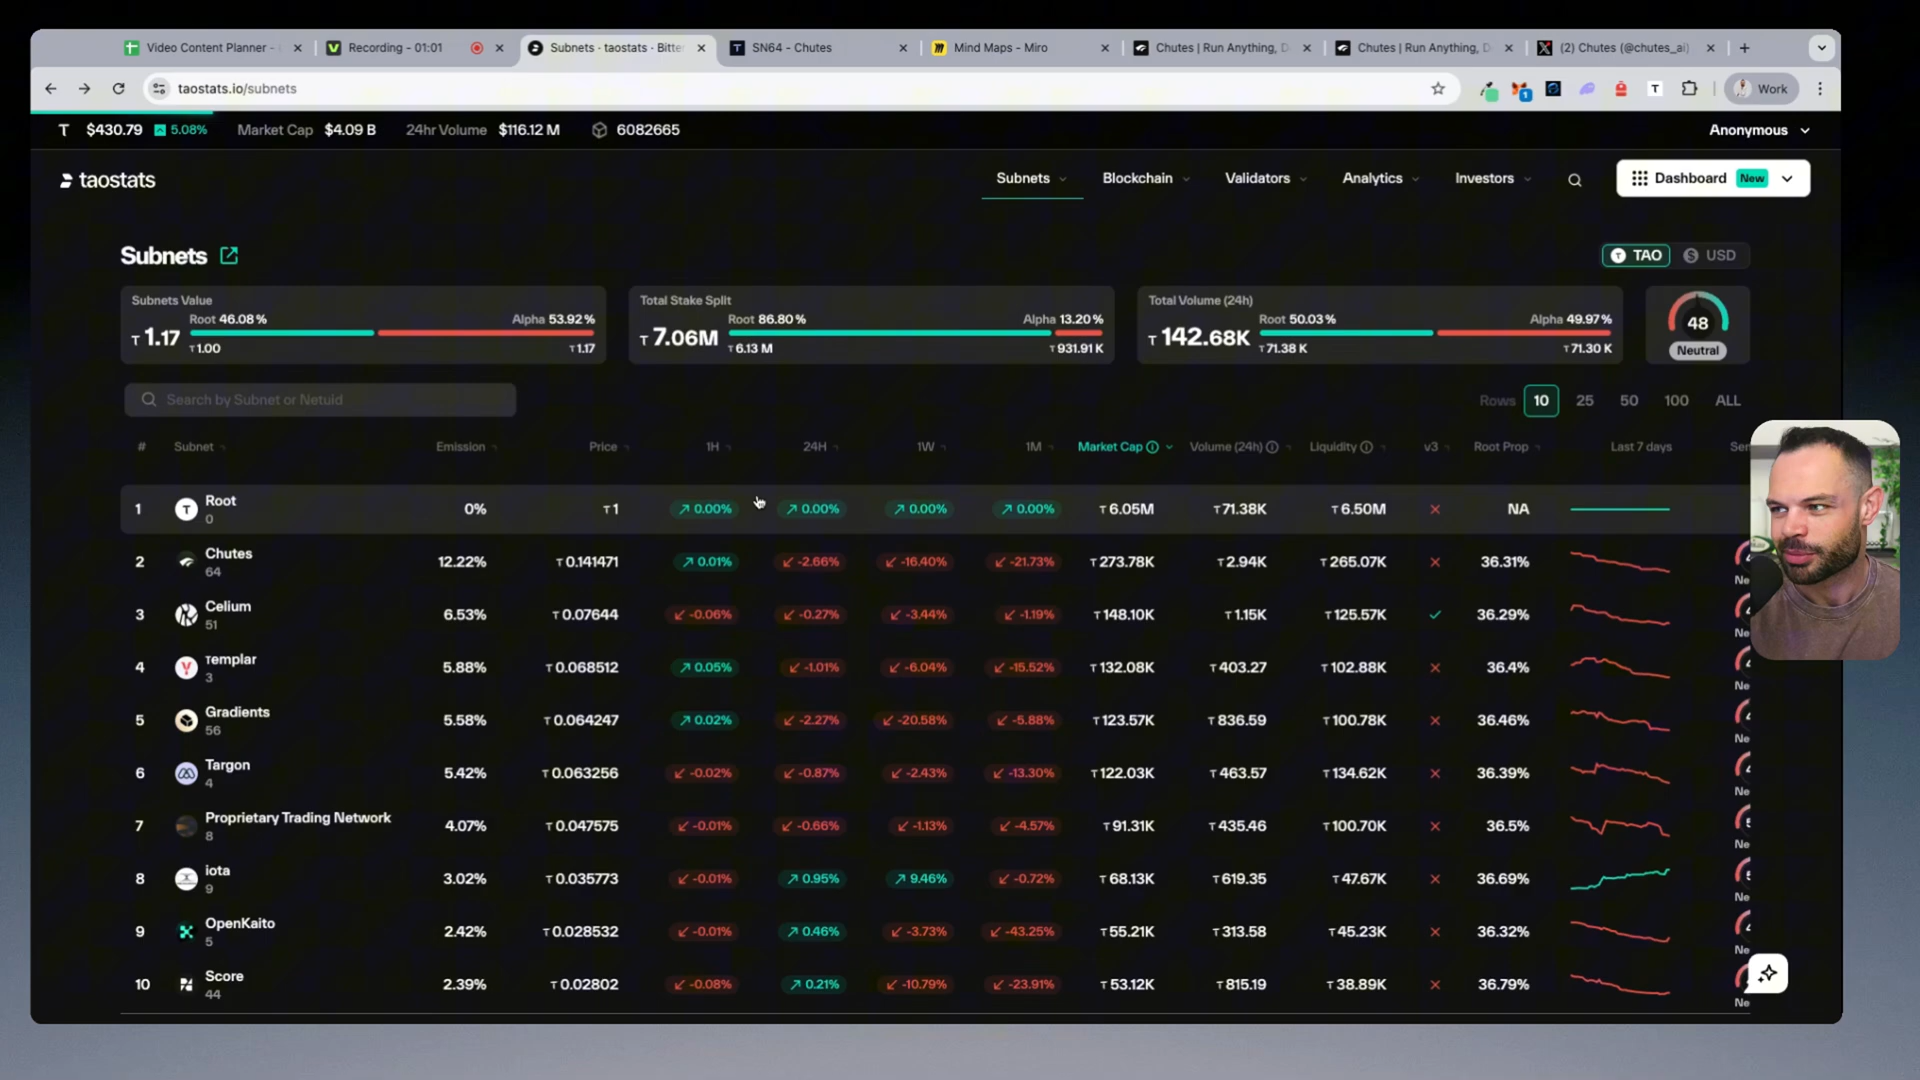 Video Content Planner - Recording - 01:01 Subnets · taostats · Bitte SN64 - Chutes Mind Maps - Miro Chutes | Run Anything, D Chutes | Run Anything, D (2) Chutes (@chutes_ai)
taostats.io/subnets Work
$430.79 5.08% Market Cap $4.09 B 24hr Volume $116.12 M 6082665 Anonymous
taostats Subnets Blockchain Validators Analytics Investors Dashboard New
Subnets TAO USD
Subnets Value Total Stake Split Total Volume (24h)
Root 46.08% Alpha 53.92% Root 86.80% Alpha 13.20% Root 50.03% Alpha 49.97%
T 1.17 T 7.06M T 142.68K 48
T 1.00 T 1.17 T 6.13 M T 931.91 K T 71.38 K T 71.30 K Neutral
Search by Subnet or Netuid Rows 10 25 50 100 ALL
# Subnet Emission Price 1H 24H 1W 1M Market Cap Volume (24h) Liquidity v3 Root Prop Last 7 days Sen
1 Root 0% T 1 0.00% 0.00% 0.00% 0.00% T 6.05M T 71.38K T 6.50M NA
0
2 Chutes 12.22% T 0.141471 0.01% -2.66% -16.40% -21.73% T 273.78K T 2.94K T 265.07K 36.31%
64 Ne
3 Celium 6.53% T 0.07644 -0.06% -0.27% -3.44% -1.19% T 148.10K T 1.15K T 125.57K 36.29%
51 Ne
4 Templar 5.88% T 0.068512 0.05% -1.01% -6.04% -15.52% T 132.08K T 403.27 T 102.88K 36.4%
3 Ne
5 Gradients 5.58% T 0.064247 0.02% -2.27% -20.58% -5.88% T 123.57K T 836.59 T 100.78K 36.46%
56 Ne
6 Targon 5.42% T 0.063256 -0.02% -0.87% -2.43% -13.30% T 122.03K T 463.57 T 134.62K 36.39%
4 Ne
7 Proprietary Trading Network 4.07% T 0.047575 -0.01% -0.66% -1.13% -4.57% T 91.31K T 435.46 T 100.70K 36.5%
8 Ne
8 iota 3.02% T 0.035773 -0.01% 0.95% 9.46% -0.72% T 68.13K T 619.35 T 47.67K 36.69%
9 Ne
9 OpenKaito 2.42% T 0.028532 -0.01% 0.46% -3.73% -43.25% T 55.21K T 313.58 T 45.23K 36.32%
5 Ne
10 Score 2.39% T 0.02802 -0.08% 0.21% -10.79% -23.91% T 53.12K T 815.19 T 38.89K 36.79%
44 Ne